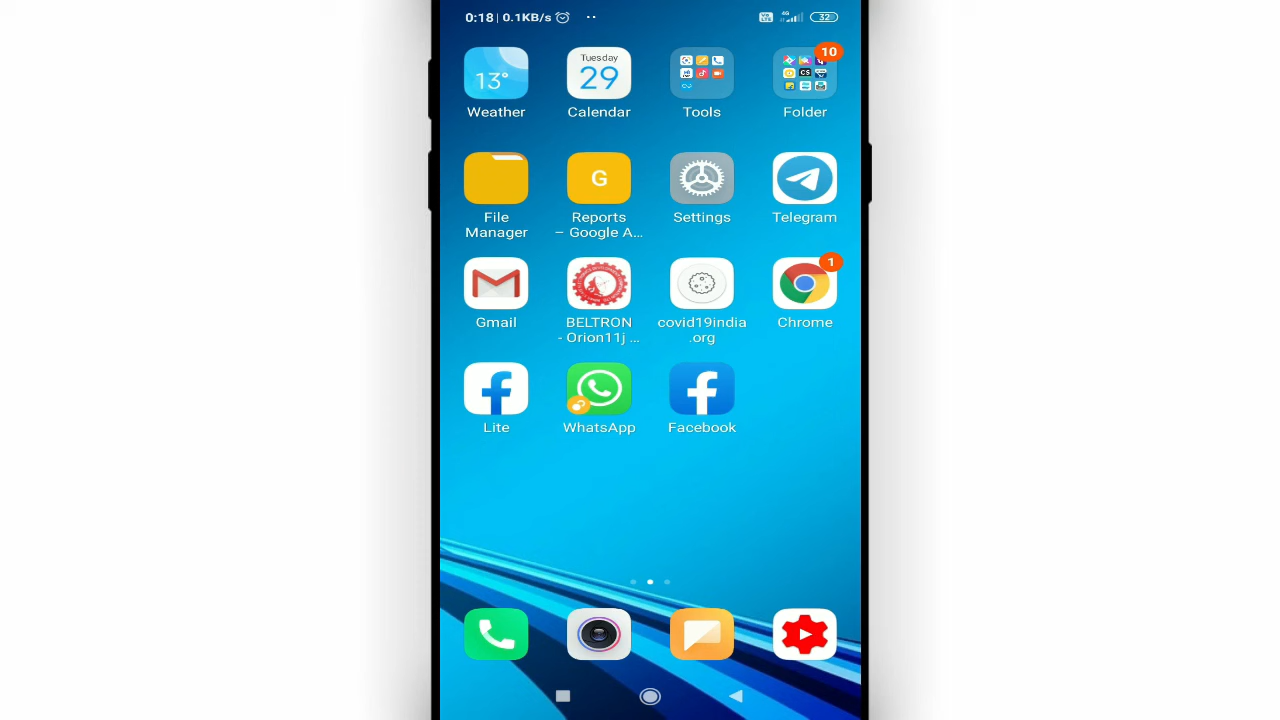 0:18 | 0.1KB/s
4G
32
13°
Tuesday
29
10
Weather
Calendar
Tools
Folder
G
File
Manager
Reports
– Google A...
Settings
Telegram
1
Gmail
BELTRON
- Orion11j ...
covid19india
.org
Chrome
Lite
WhatsApp
Facebook